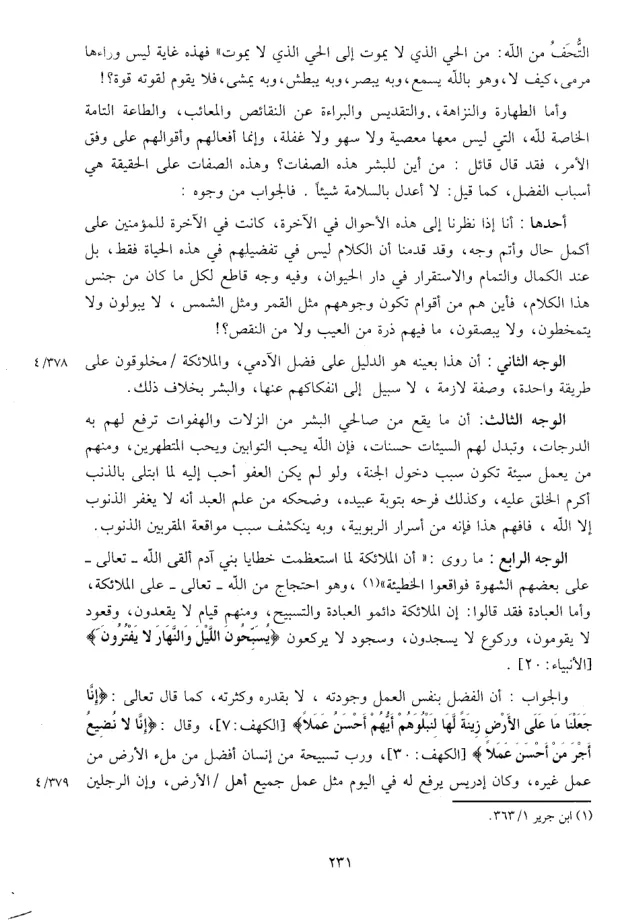 التُّحَفُ من اللّه: من الحي الذي لا يموت إلى الحي الذي لا يموت» فهذه غاية ليس وراءها
مرمى، كيف لا، وهو باللّه يسمع، وبه يبصر، وبه يبطش، وبه يمشى، فلا يقوم لقوته قوة؟!
وأما الطهارة والنزاهة، والتقديس والبراءة عن النقائص والمعائب، والطاعة التامة
الخاصة للّه، التي ليس معها معصية ولا سهو ولا غفلة، وإنما أفعالهم وأقوالهم على وفق
الأمر، فقد قال قائل : من أين للبشر هذه الصفات؟ وهذه الصفات على الحقيقة هي
أسباب الفضل، كما قيل: لا أعدل بالسلامة شيئاً . فالجواب من وجوه :
أحدها : أنا إذا نظرنا إلى هذه الأحوال في الآخرة، كانت في الآخرة للمؤمنين على
أكمل حال وأتم وجه، وقد قدمنا أن الكلام ليس في تفضيلهم في هذه الحياة فقط، بل
عند الكمال والتمام والاستقرار في دار الحيوان، وفيه وجه قاطع لكل ما كان من جنس
هذا الكلام، فأين هم من أقوام تكون وجوههم مثل القمر ومثل الشمس ، لا يبولون ولا
يتمخطون، ولا يبصقون، ما فيهم ذرة من العيب ولا من النقص؟!
الوجه الثاني : أن هذا بعينه هو الدليل على فضل الآدمي، والملائكة / مخلوقون على ٤/٣٧٨
طريقة واحدة، وصفة لازمة ، لا سبيل إلى انفكاكهم عنها، والبشر بخلاف ذلك.
الوجه الثالث: أن ما يقع من صالحي البشر من الزلات والهفوات ترفع لهم به
الدرجات، وتبدل لهم السيئات حسنات، فإن اللّه يحب التوابين ويحب المتطهرين، ومنهم
من يعمل سيئة تكون سبب دخول الجنة، ولو لم يكن العفو أحب إليه لما ابتلى بالذنب
أكرم الخلق عليه، وكذلك فرحه بتوبة عبيده، وضحكه من علم العبد أنه لا يغفر الذنوب
إلا اللّه ، فافهم هذا فإنه من أسرار الربوبية، وبه ينكشف سبب مواقعة المقربين الذنوب.
الوجه الرابع : ما روى : « أن الملائكة لما استعظمت خطايا بني آدم ألقى اللّه ـ تعالى ـ
على بعضهم الشهوة فواقعوا الخطيئة»(١) ، وهو احتجاج من اللّه ـ تعالى ـ على الملائكة،
وأما العبادة فقد قالوا: إن الملائكة دائمو العبادة والتسبيح، ومنهم قيام لا يقعدون، وقعود
لا يقومون، وركوع لا يسجدون، وسجود لا يركعون ﴿يُسَبِّحُونَ اللَّيْلَ وَالنَّهَارَ لا يَفْتُرُونَ﴾
[الأنبياء: ٢٠] .
والجواب : أن الفضل بنفس العمل وجودته ، لا بقدره وكثرته، كما قال تعالى : ﴿إِنَّا
جَعَلْنَا مَا عَلَى الأَرْضِ زِينَةً لَّهَا لِنَبْلُوَهُمْ أَيُّهُمْ أَحْسَنُ عَمَلاً﴾ [الكهف: ٧]، وقال : ﴿إِنَّا لا نُضِيعُ
أَجْرَ مَنْ أَحْسَنَ عَمَلاً ﴾ [الكهف: ٣٠]، ورب تسبيحة من إنسان أفضل من ملء الأرض من
عمل غيره، وكان إدريس يرفع له في اليوم مثل عمل جميع أهل / الأرض، وإن الرجلين ٤/٣٧٩
(١) ابن جرير ١/ ٣٦٣.
٢٣١